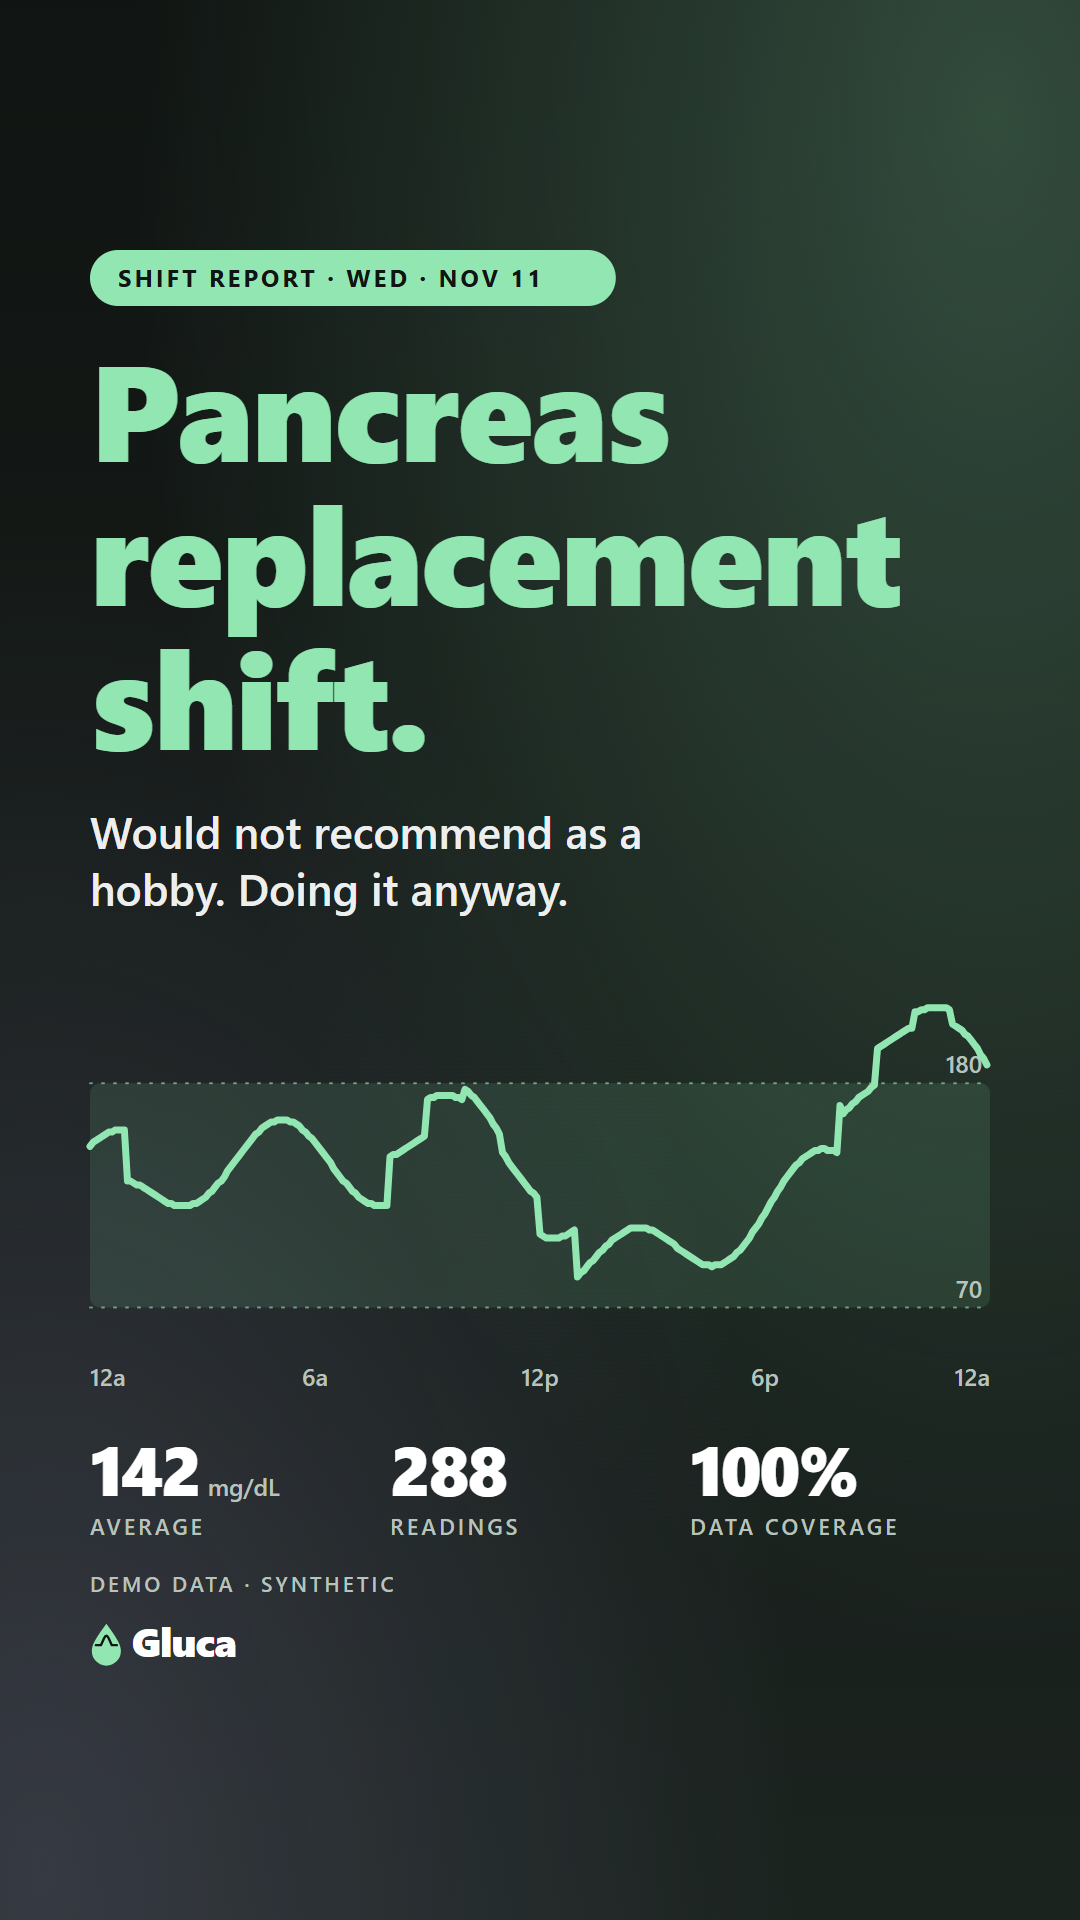 SHIFT REPORT · WED · NOV 11
Pancreas
replacement
shift.
Would not recommend as a
hobby. Doing it anyway.
180
70
12a 6a 12p 6p 12a
142 mg/dL 288 100%
AVERAGE READINGS DATA COVERAGE
DEMO DATA · SYNTHETIC
Gluca